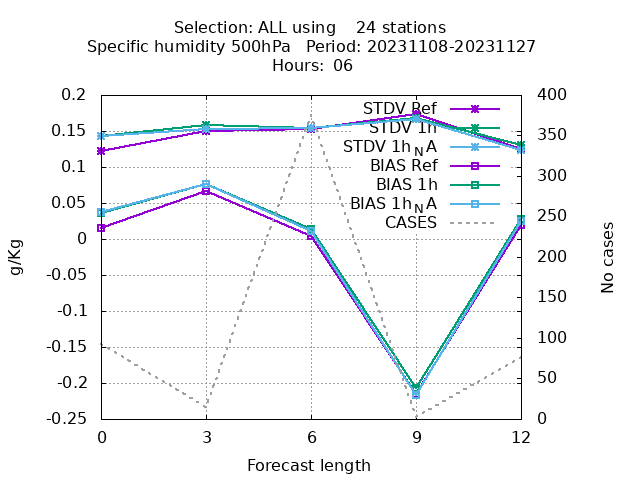 Selection: ALL using 24 stations
Specific humidity 500hPa Period: 20231108-20231127
Hours: 06
STDV Ref
STDV 1h
STDV 1h_NA
BIAS Ref
BIAS 1h
BIAS 1h_NA
CASES
0.2
0.15
0.1
0.05
0
-0.05
-0.1
-0.15
-0.2
-0.25
g/Kg
400
350
300
250
200
150
100
50
0
No cases
0 3 6 9 12
Forecast length